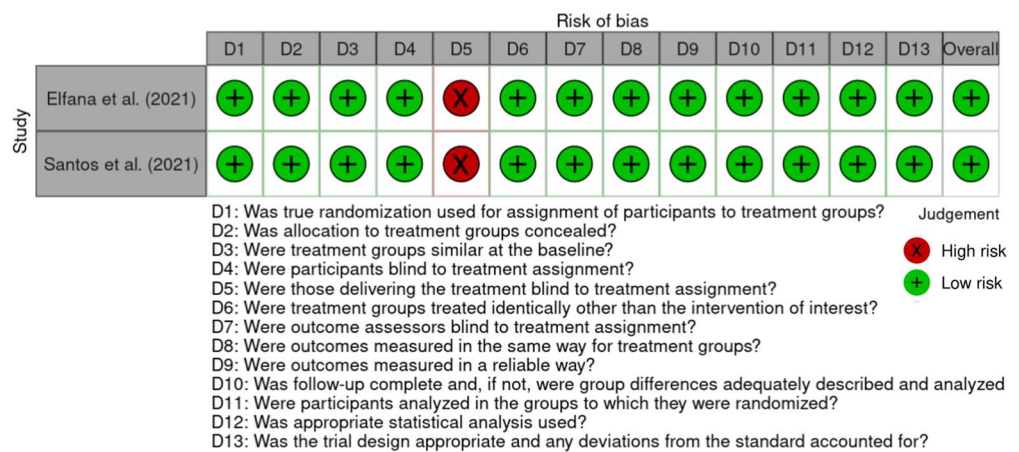 Risk of bias
D1 D2 D3 D4 D5 D6 D7 D8 D9 D10 D11 D12 D13 Overall
Study
Elfana et al. (2021) + + + + X + + + + + + + + +
Santos et al. (2021) + + + + X + + + + + + + + +
D1: Was true randomization used for assignment of participants to treatment groups?
D2: Was allocation to treatment groups concealed?
D3: Were treatment groups similar at the baseline?
D4: Were participants blind to treatment assignment?
D5: Were those delivering the treatment blind to treatment assignment?
D6: Were treatment groups treated identically other than the intervention of interest?
D7: Were outcome assessors blind to treatment assignment?
D8: Were outcomes measured in the same way for treatment groups?
D9: Were outcomes measured in a reliable way?
D10: Was follow-up complete and, if not, were group differences adequately described and analyzed
D11: Were participants analyzed in the groups to which they were randomized?
D12: Was appropriate statistical analysis used?
D13: Was the trial design appropriate and any deviations from the standard accounted for?
Judgement
X High risk
+ Low risk